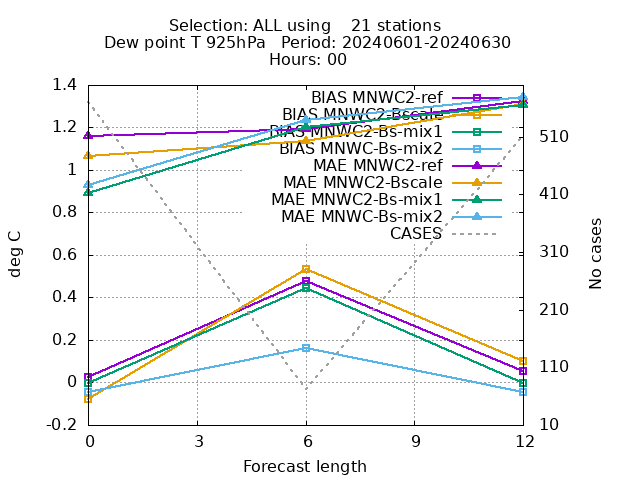 Selection: ALL using 21 stations
Dew point T 925hPa Period: 20240601-20240630
Hours: 00
1.4
1.2
1
0.8
0.6
0.4
0.2
0
-0.2
deg C
BIAS MNWC2-ref
BIAS MNWC2-Bscale
BIAS MNWC2-Bs-mix1
BIAS MNWC-Bs-mix2
MAE MNWC2-ref
MAE MNWC2-Bscale
MAE MNWC2-Bs-mix1
MAE MNWC-Bs-mix2
CASES
510
410
310
210
110
10
No cases
0 3 6 9 12
Forecast length